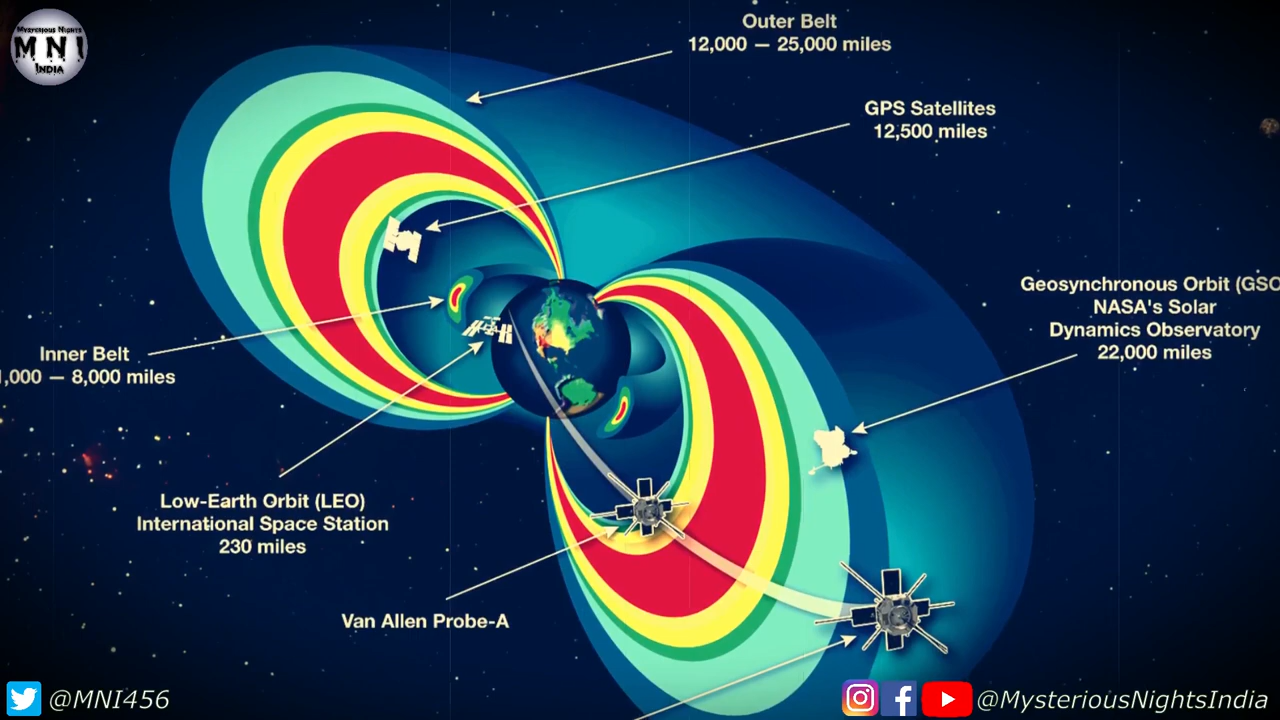 Mysterious Nights
M N I
India
Outer Belt
12,000 — 25,000 miles
GPS Satellites
12,500 miles
Geosynchronous Orbit (GSO
NASA's Solar
Dynamics Observatory
22,000 miles
Inner Belt
,000 — 8,000 miles
Low-Earth Orbit (LEO)
International Space Station
230 miles
Van Allen Probe-A
@MNI456
@MysteriousNightsIndia